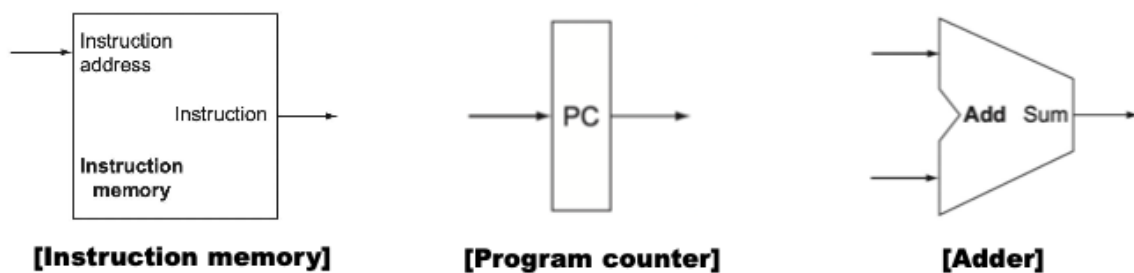 Instruction
address
Instruction
Instruction
memory
[Instruction memory]
PC
[Program counter]
Add Sum
[Adder]